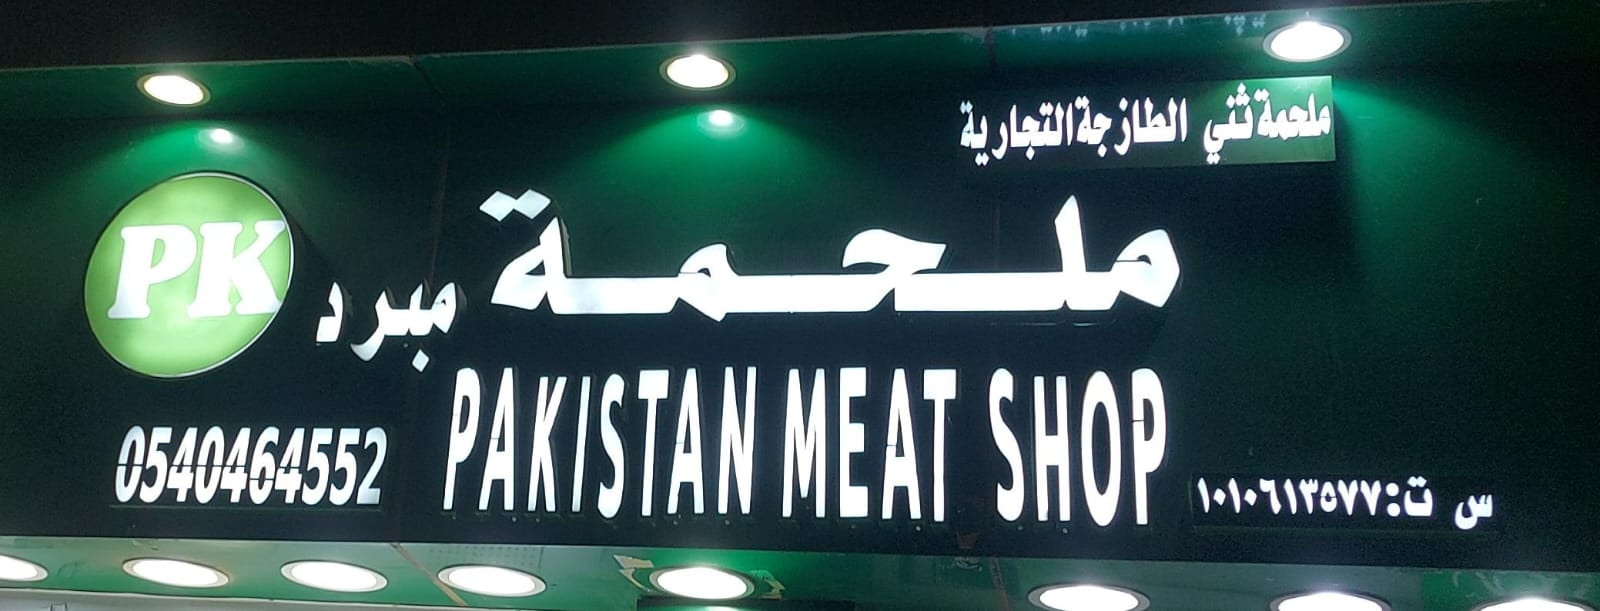 ملحمة ثني الطازجة التجارية
ملحمة مبرد
PK
PAKISTAN MEAT SHOP
0540464552
س ت: ١٠١٠٦١٣٥٧٧